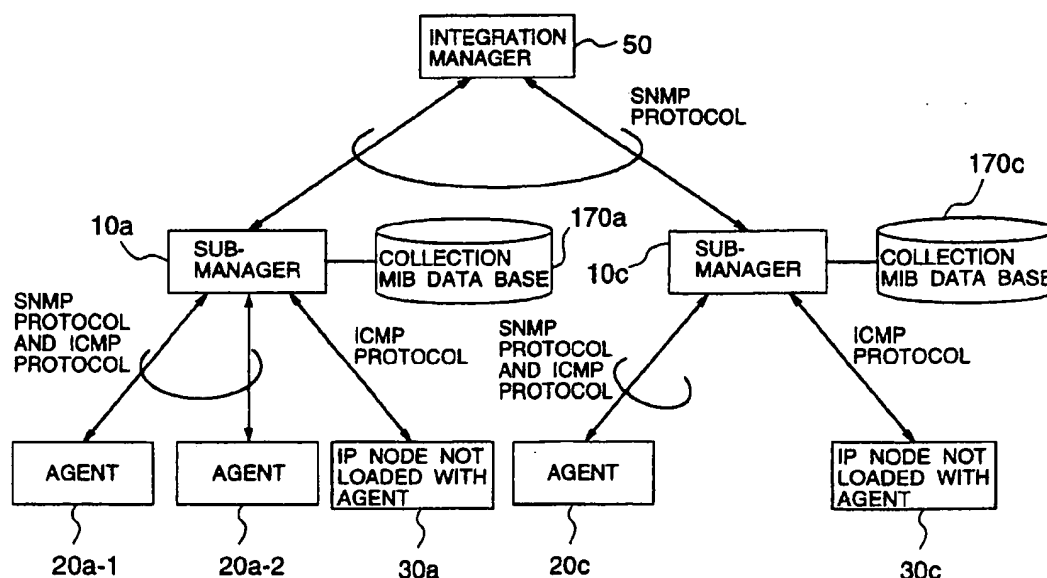 INTEGRATION
MANAGER
50
SNMP
PROTOCOL
10a
SUB-
MANAGER
170a
COLLECTION
MIB DATA BASE
10c
SUB-
MANAGER
170c
COLLECTION
MIB DATA BASE
SNMP
PROTOCOL
AND ICMP
PROTOCOL
ICMP
PROTOCOL
SNMP
PROTOCOL
AND ICMP
PROTOCOL
ICMP
PROTOCOL
AGENT
AGENT
IP NODE NOT
LOADED WITH
AGENT
AGENT
IP NODE NOT
LOADED WITH
AGENT
20a-1
20a-2
30a
20c
30c